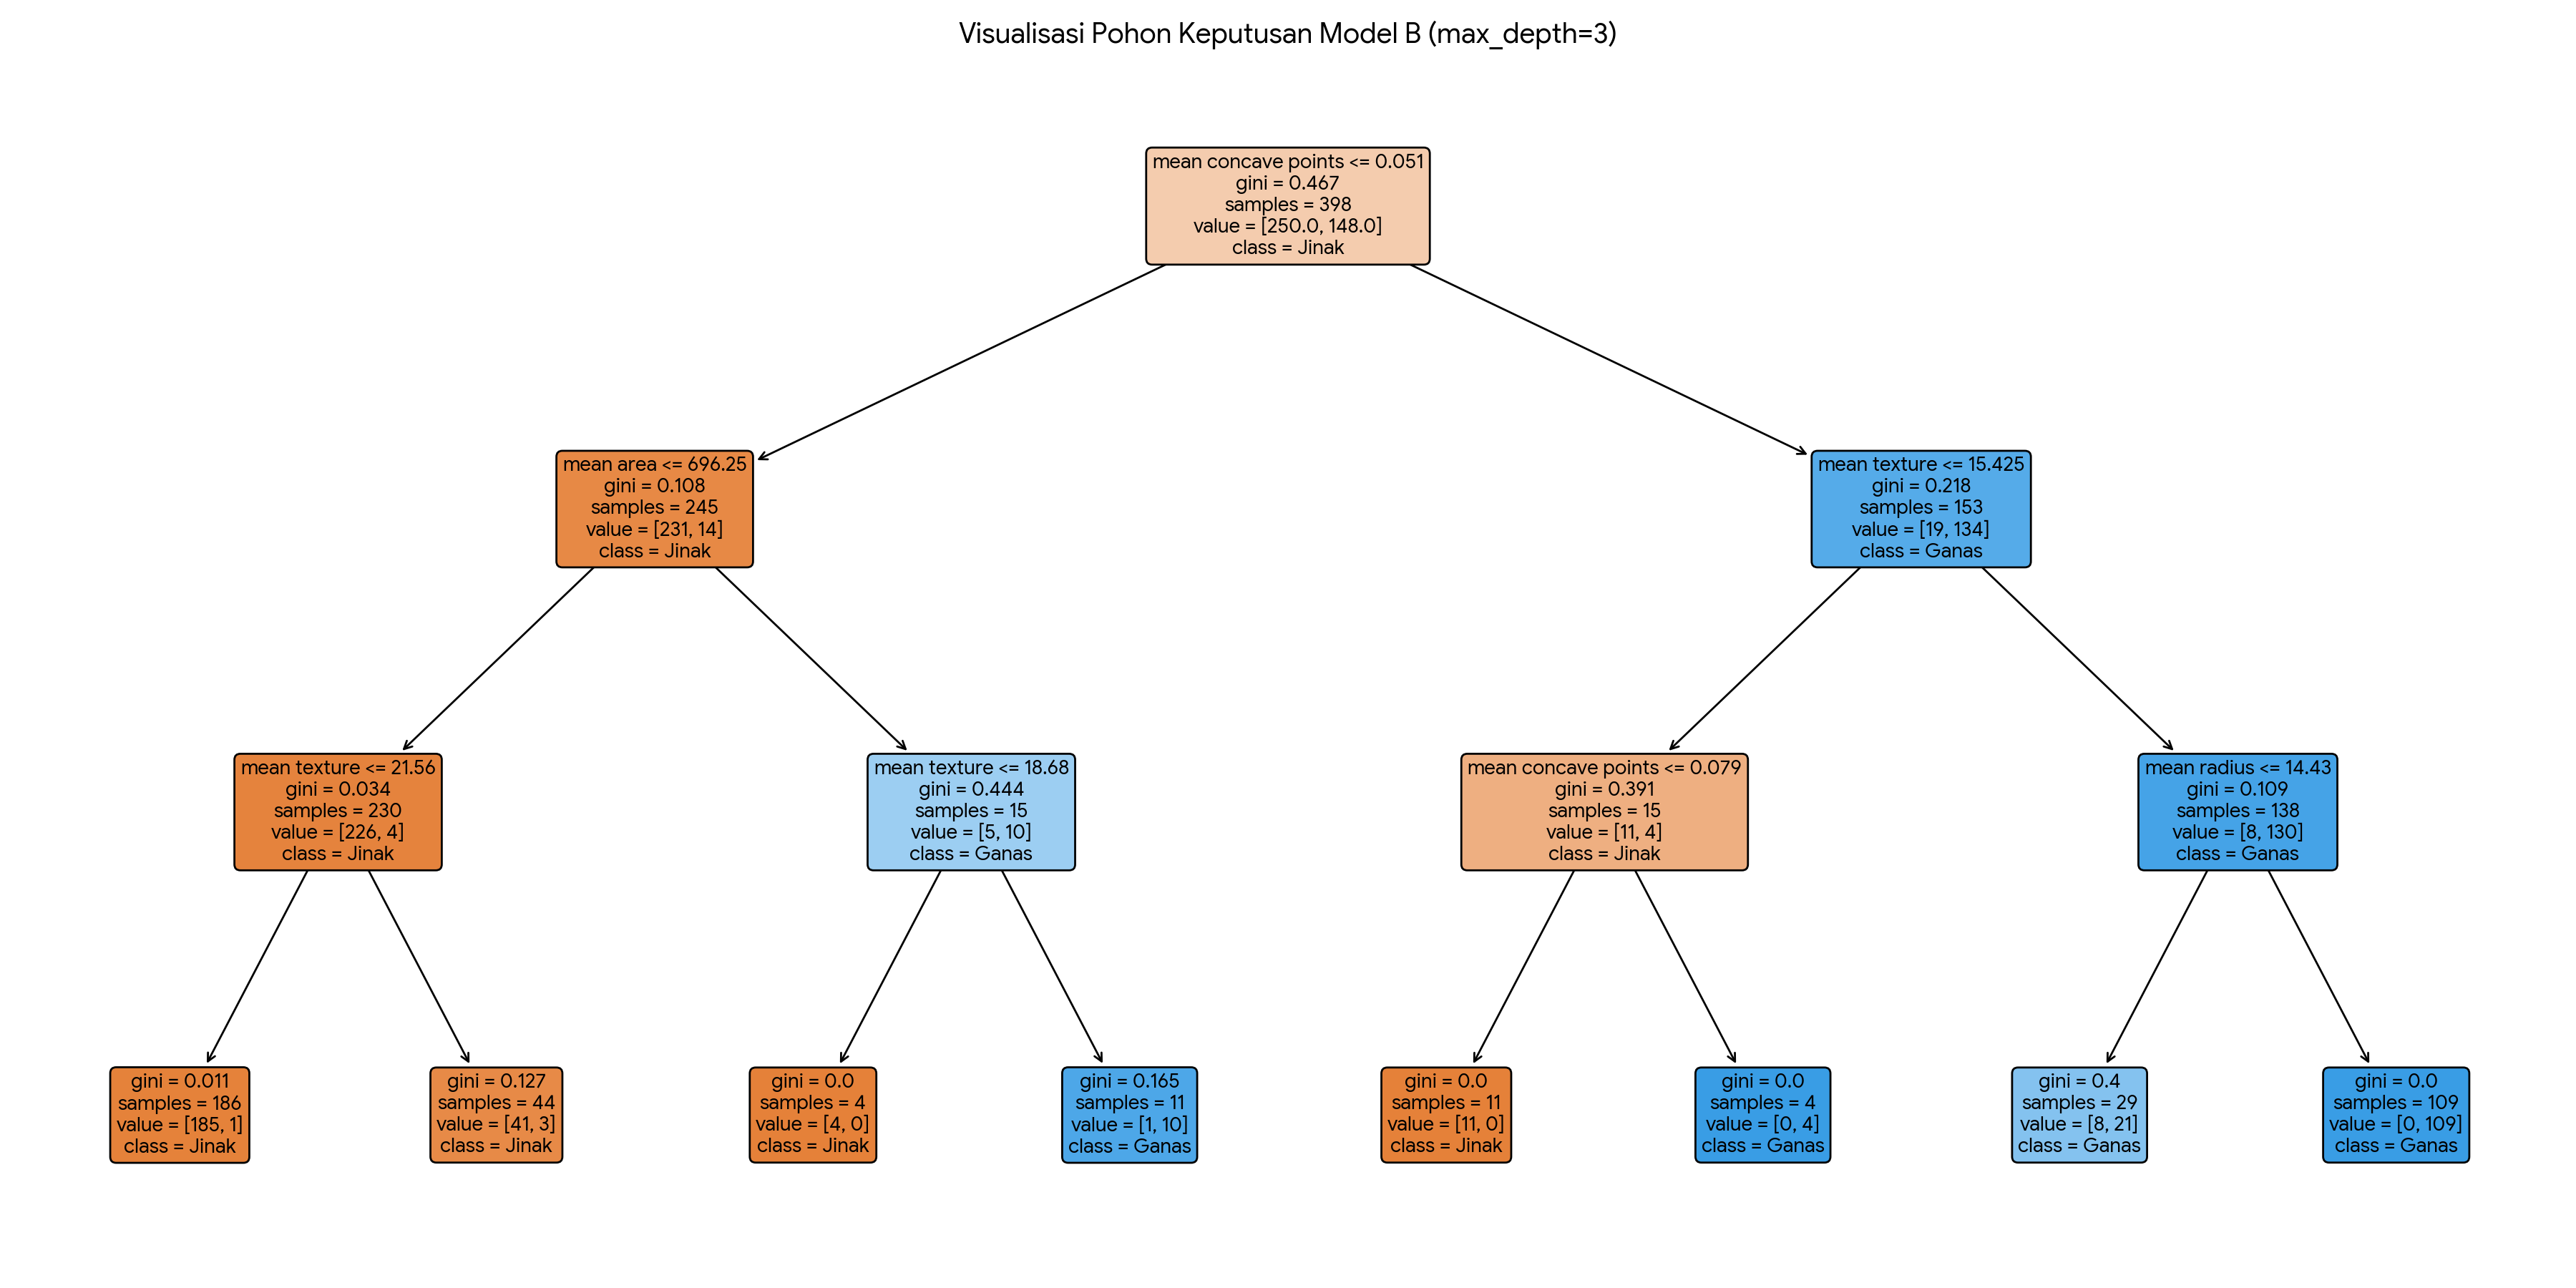 Visualisasi Pohon Keputusan Model B (max_depth=3)
mean concave points <= 0.051
gini = 0.467
samples = 398
value = [250.0, 148.0]
class = Jinak
mean area <= 696.25
gini = 0.108
samples = 245
value = [231, 14]
class = Jinak
mean texture <= 15.425
gini = 0.218
samples = 153
value = [19, 134]
class = Ganas
mean texture <= 21.56
gini = 0.034
samples = 230
value = [226, 4]
class = Jinak
mean texture <= 18.68
gini = 0.444
samples = 15
value = [5, 10]
class = Ganas
mean concave points <= 0.079
gini = 0.391
samples = 15
value = [11, 4]
class = Jinak
mean radius <= 14.43
gini = 0.109
samples = 138
value = [8, 130]
class = Ganas
gini = 0.011
samples = 186
value = [185, 1]
class = Jinak
gini = 0.127
samples = 44
value = [41, 3]
class = Jinak
gini = 0.0
samples = 4
value = [4, 0]
class = Jinak
gini = 0.165
samples = 11
value = [1, 10]
class = Ganas
gini = 0.0
samples = 11
value = [11, 0]
class = Jinak
gini = 0.0
samples = 4
value = [0, 4]
class = Ganas
gini = 0.4
samples = 29
value = [8, 21]
class = Ganas
gini = 0.0
samples = 109
value = [0, 109]
class = Ganas